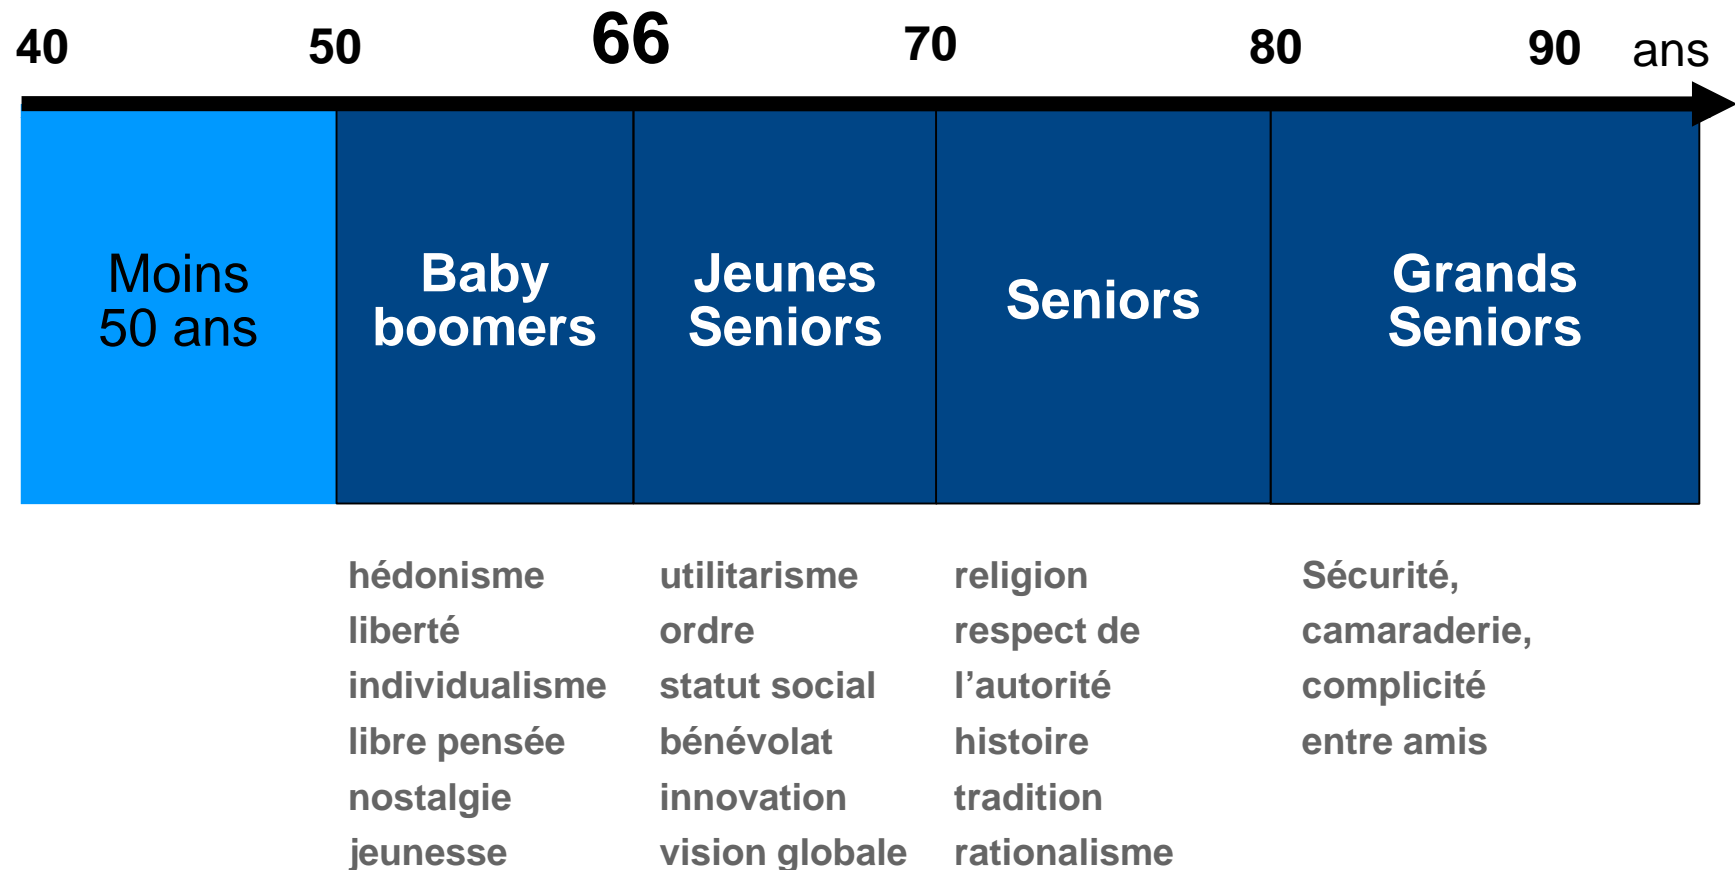 40 50 66 70 80 90 ans
Moins
50 ans
Baby
boomers
Jeunes
Seniors
Seniors
Grands
Seniors
hédonisme
liberté
individualisme
libre pensée
nostalgie
jeunesse
utilitarisme
ordre
statut social
bénévolat
innovation
vision globale
religion
respect de
l’autorité
histoire
tradition
rationalisme
Sécurité,
camaraderie,
complicité
entre amis